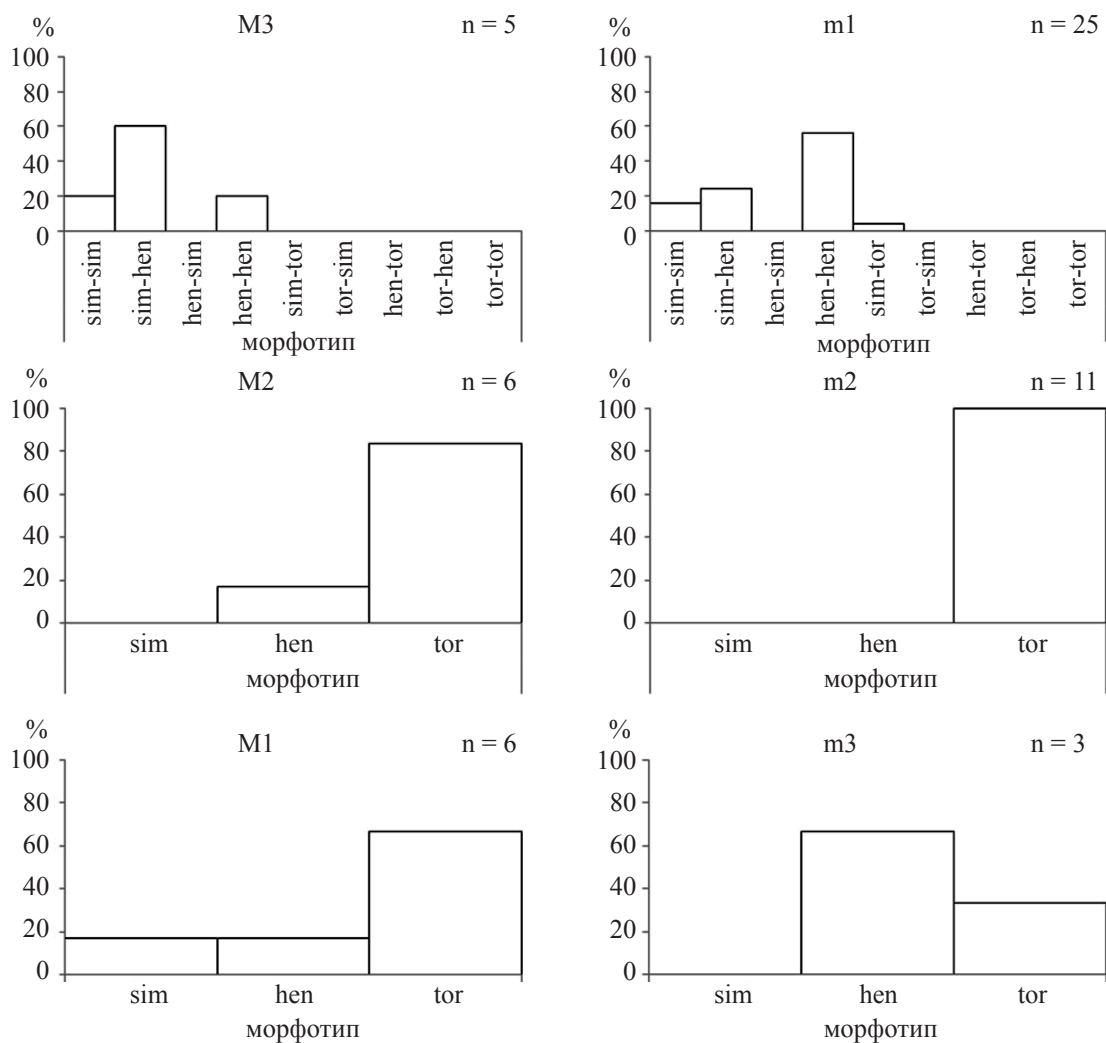 % M3 n = 5
100
80
60
40
20
0
sim-sim
sim-hen
hen-sim
hen-hen
sim-tor
tor-sim
hen-tor
tor-hen
tor-tor
морфотип
% m1 n = 25
100
80
60
40
20
0
sim-sim
sim-hen
hen-sim
hen-hen
sim-tor
tor-sim
hen-tor
tor-hen
tor-tor
морфотип
% M2 n = 6
100
80
60
40
20
0
sim hen tor
морфотип
% m2 n = 11
100
80
60
40
20
0
sim hen tor
морфотип
% M1 n = 6
100
80
60
40
20
0
sim hen tor
морфотип
% m3 n = 3
100
80
60
40
20
0
sim hen tor
морфотип